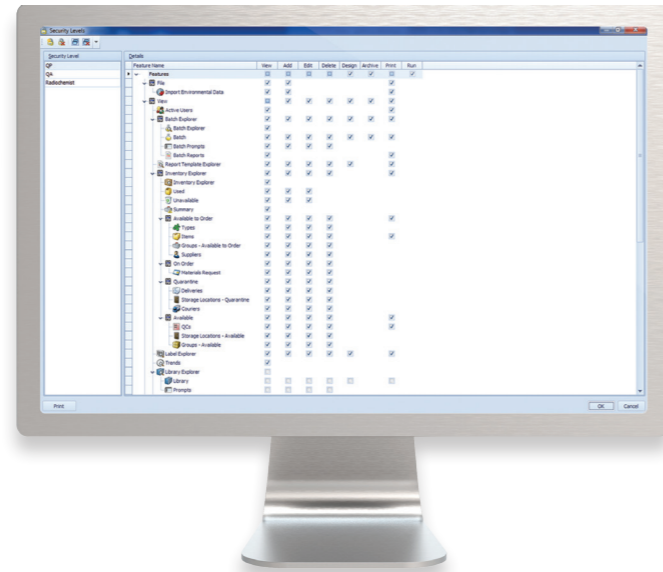 Security Levels
Security Level
Details
QP
QA
Radiochemist
Feature Name View Add Edit Delete Design Archive Print Run
Features
File
Import Environmental Data
View
Active Users
Batch Explorer
Batch Explorer
Batch
Batch Prompts
Batch Reports
Report Template Explorer
Inventory Explorer
Inventory Explorer
Used
Unavailable
Summary
Available to Order
Types
Items
Groups - Available to Order
Suppliers
On Order
Materials Request
Quarantine
Deliveries
Storage Locations - Quarantine
Couriers
Available
QCs
Storage Locations - Available
Groups - Available
Label Explorer
Trends
Library Explorer
Library
Prompts
Print OK Cancel